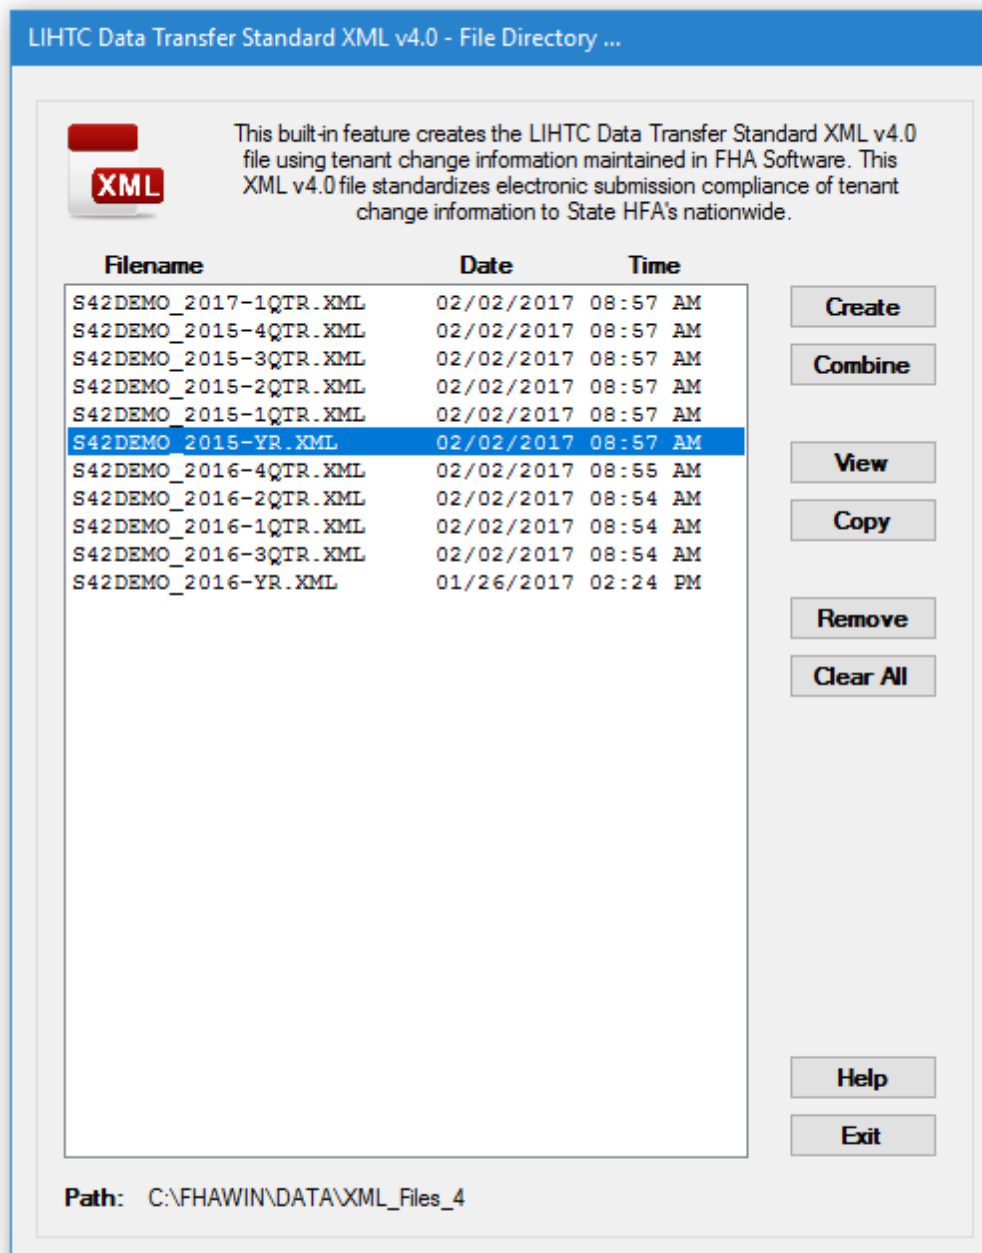 LIHTC Data Transfer Standard XML v4.0 - File Directory ...
This built-in feature creates the LIHTC Data Transfer Standard XML v4.0
file using tenant change information maintained in FHA Software. This
XML v4.0 file standardizes electronic submission compliance of tenant
change information to State HFA's nationwide.
XML
Filename Date Time
S42DEMO_2017-1QTR.XML 02/02/2017 08:57 AM
S42DEMO_2015-4QTR.XML 02/02/2017 08:57 AM
S42DEMO_2015-3QTR.XML 02/02/2017 08:57 AM
S42DEMO_2015-2QTR.XML 02/02/2017 08:57 AM
S42DEMO_2015-1QTR.XML 02/02/2017 08:57 AM
S42DEMO_2015-YR.XML 02/02/2017 08:57 AM
S42DEMO_2016-4QTR.XML 02/02/2017 08:55 AM
S42DEMO_2016-2QTR.XML 02/02/2017 08:54 AM
S42DEMO_2016-1QTR.XML 02/02/2017 08:54 AM
S42DEMO_2016-3QTR.XML 02/02/2017 08:54 AM
S42DEMO_2016-YR.XML 01/26/2017 02:24 PM
Create
Combine
View
Copy
Remove
Clear All
Help
Exit
Path: C:\FHAWIN\DATA\XML_Files_4